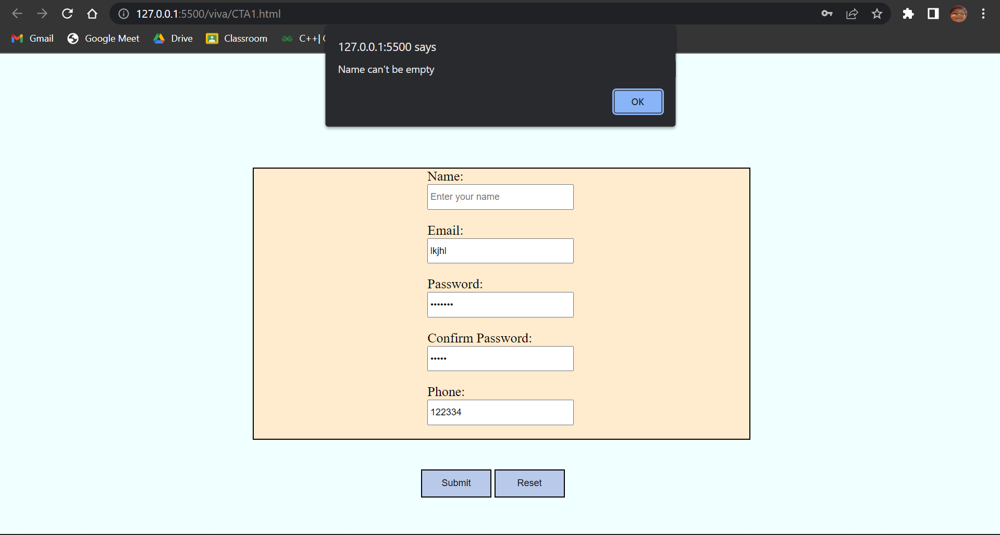 127.0.0.1:5500/viva/CTA1.html
Gmail Google Meet Drive Classroom C++|
127.0.0.1:5500 says
Name can't be empty
OK
Name:
Enter your name
Email:
lkjhl
Password:
•••••••
Confirm Password:
•••••
Phone:
122334
Submit Reset